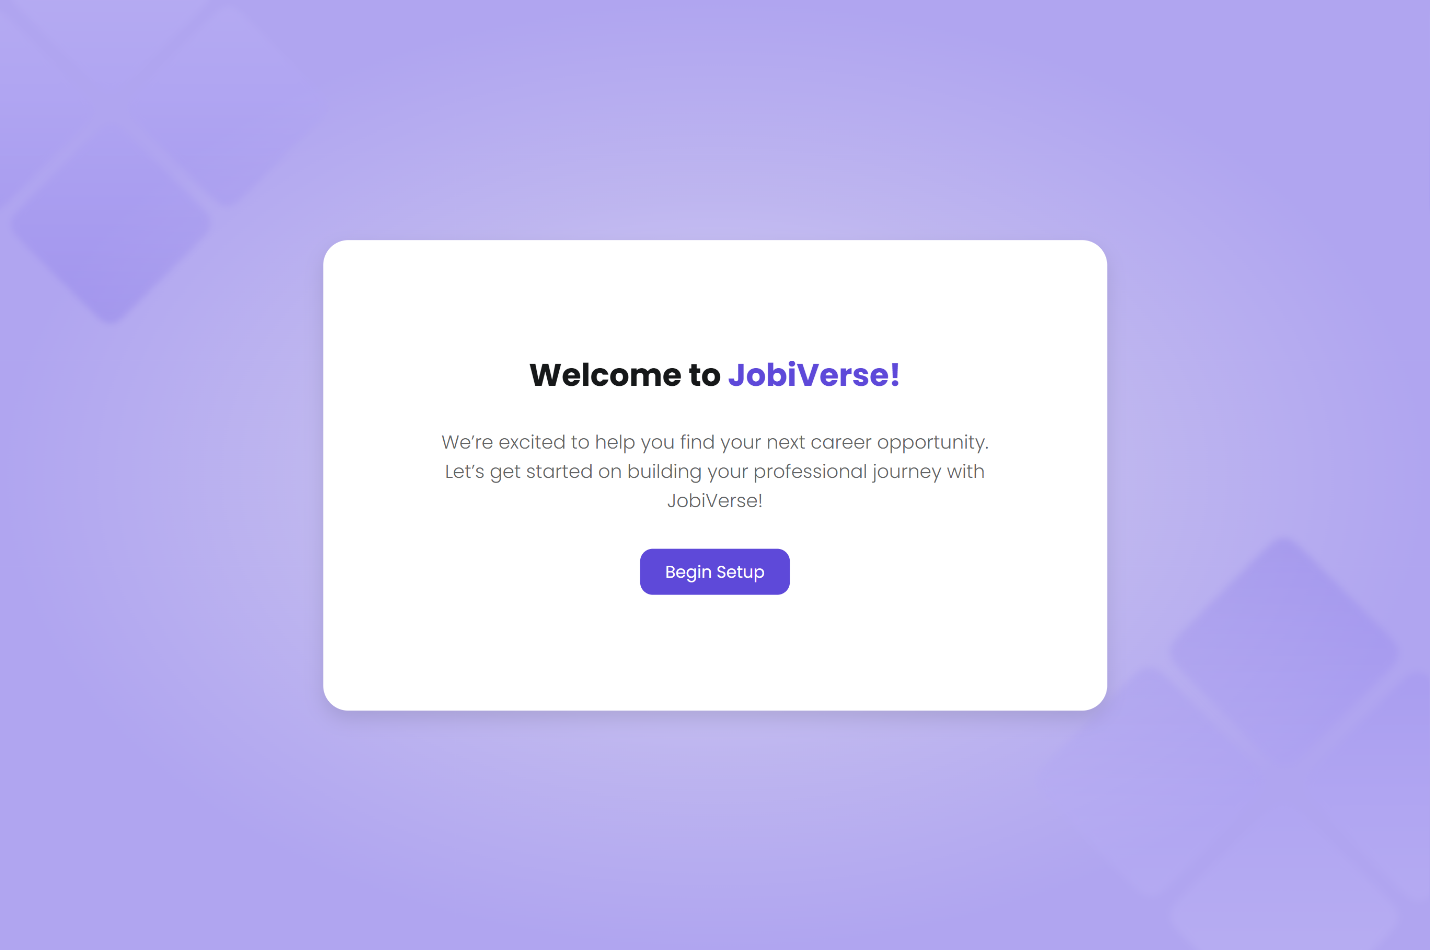 Welcome to JobiVerse!
We’re excited to help you find your next career opportunity.
Let’s get started on building your professional journey with
JobiVerse!
Begin Setup